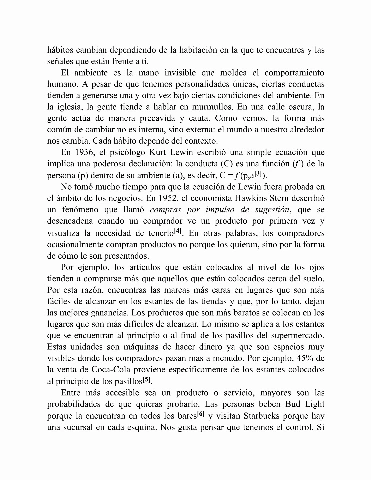 hábitos cambian dependiendo de la habitación en la que te encuentres y las
señales que están frente a ti.
El ambiente es la mano invisible que moldea el comportamiento
humano. A pesar de que tenemos personalidades únicas, ciertas conductas
tienden a generarse una y otra vez bajo ciertas condiciones del ambiente. En
la iglesia, la gente tiende a hablar en murmullos. En una calle oscura, la
gente actúa de manera precavida y cauta. Como vemos, la forma más
común de cambiar no es interna, sino externa: el mundo a nuestro alrededor
nos cambia. Cada hábito depende del contexto.
En 1936, el psicólogo Kurt Lewin escribió una simple ecuación que
implica una poderosa declaración: la conducta (C) es una función (f) de la
persona (p) dentro de su ambiente (a), es decir, C = f (p,a)[3].
No tomó mucho tiempo para que la ecuación de Lewin fuera probada en
el ámbito de los negocios. En 1952, el economista Hawkins Stern describió
un fenómeno que llamó compras por impulso de sugestión, que se
desencadena cuando un comprador ve un producto por primera vez y
visualiza la necesidad de tenerlo[4]. En otras palabras, los compradores
ocasionalmente compran productos no porque los quieran, sino por la forma
de cómo le son presentados.
Por ejemplo, los artículos que están colocados al nivel de los ojos
tienden a comprarse más que aquellos que están colocados cerca del suelo.
Por esta razón, encuentras las marcas más caras en lugares que son más
fáciles de alcanzar en los estantes de las tiendas y que, por lo tanto, dejan
las mejores ganancias. Los productos que son más baratos se colocan en los
lugares que son más difíciles de alcanzar. Lo mismo se aplica a los estantes
que se encuentran al principio o al final de los pasillos del supermercado.
Estas unidades son máquinas de hacer dinero ya que son espacios muy
visibles donde los compradores pasan más a menudo. Por ejemplo, 45% de
la venta de Coca-Cola proviene específicamente de los estantes colocados
al principio de los pasillos[5].
Entre más accesible sea un producto o servicio, mayores son las
probabilidades de que quieras probarlo. Las personas beben Bud Light
porque la encuentran en todos los bares[6] y visitan Starbucks porque hay
una sucursal en cada esquina. Nos gusta pensar que tenemos el control. Si